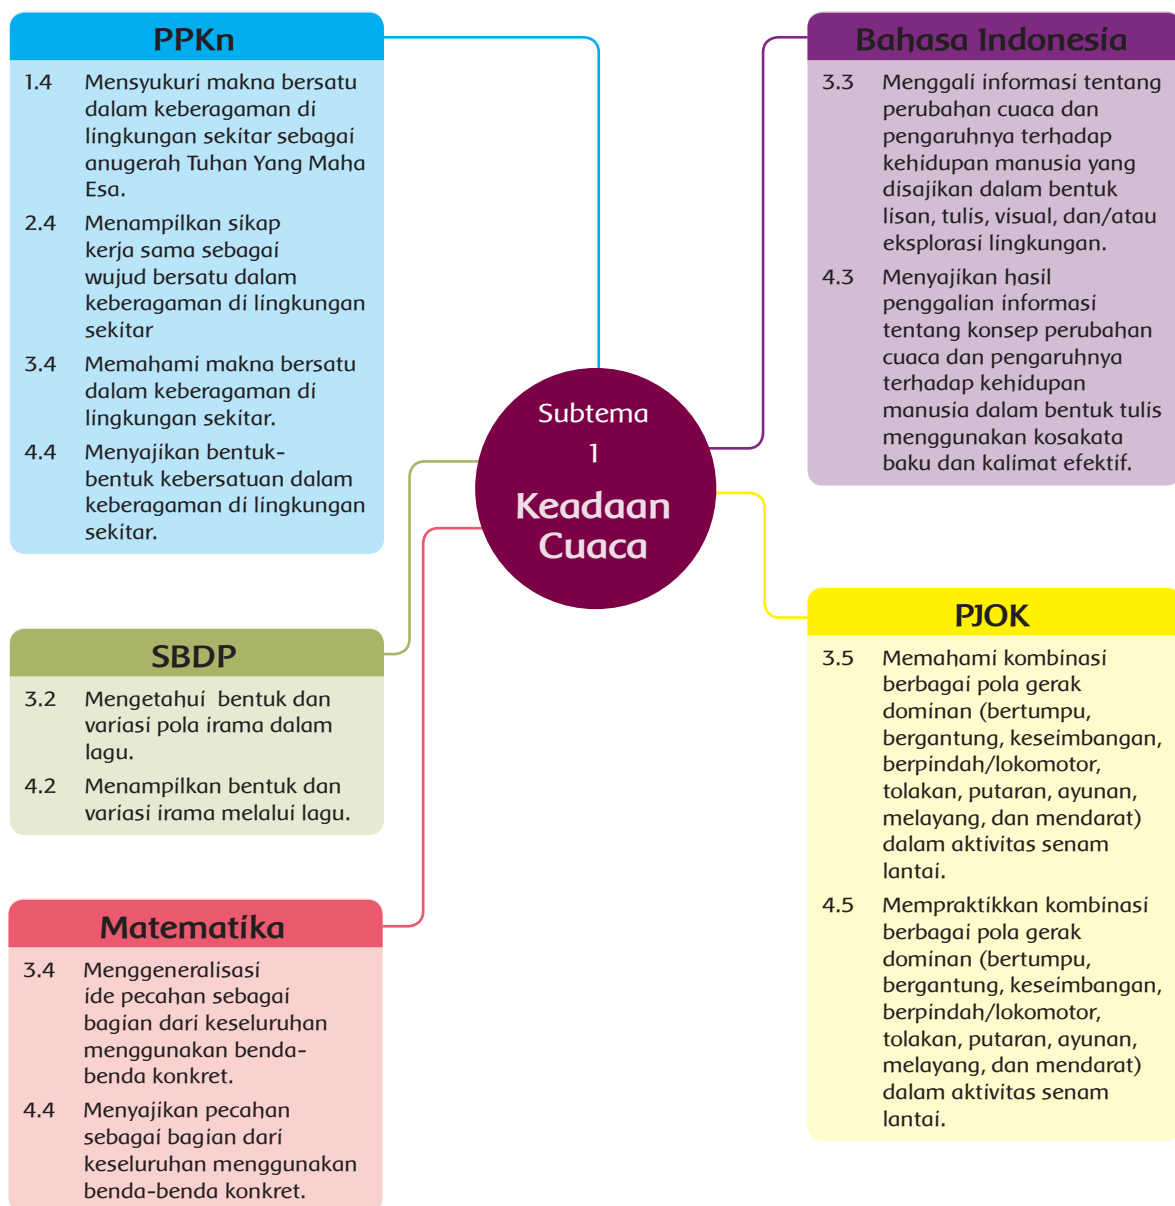 PPKn
1.4 Mensyukuri makna bersatu
dalam keberagaman di
lingkungan sekitar sebagai
anugerah Tuhan Yang Maha
Esa.
2.4 Menampilkan sikap
kerja sama sebagai
wujud bersatu dalam
keberagaman di lingkungan
sekitar
3.4 Memahami makna bersatu
dalam keberagaman di
lingkungan sekitar.
4.4 Menyajikan bentuk-
bentuk kebersatuan dalam
keberagaman di lingkungan
sekitar.
Bahasa Indonesia
3.3 Menggali informasi tentang
perubahan cuaca dan
pengaruhnya terhadap
kehidupan manusia yang
disajikan dalam bentuk
lisan, tulis, visual, dan/atau
eksplorasi lingkungan.
4.3 Menyajikan hasil
penggalian informasi
tentang konsep perubahan
cuaca dan pengaruhnya
terhadap kehidupan
manusia dalam bentuk tulis
menggunakan kosakata
baku dan kalimat efektif.
Subtema
1
Keadaan
Cuaca
SBDP
3.2 Mengetahui bentuk dan
variasi pola irama dalam
lagu.
4.2 Menampilkan bentuk dan
variasi irama melalui lagu.
PJOK
3.5 Memahami kombinasi
berbagai pola gerak
dominan (bertumpu,
bergantung, keseimbangan,
berpindah/lokomotor,
tolakan, putaran, ayunan,
melayang, dan mendarat)
dalam aktivitas senam
lantai.
4.5 Mempraktikkan kombinasi
berbagai pola gerak
dominan (bertumpu,
bergantung, keseimbangan,
berpindah/lokomotor,
tolakan, putaran, ayunan,
melayang, dan mendarat)
dalam aktivitas senam
lantai.
Matematika
3.4 Menggeneralisasi
ide pecahan sebagai
bagian dari keseluruhan
menggunakan benda-
benda konkret.
4.4 Menyajikan pecahan
sebagai bagian dari
keseluruhan menggunakan
benda-benda konkret.